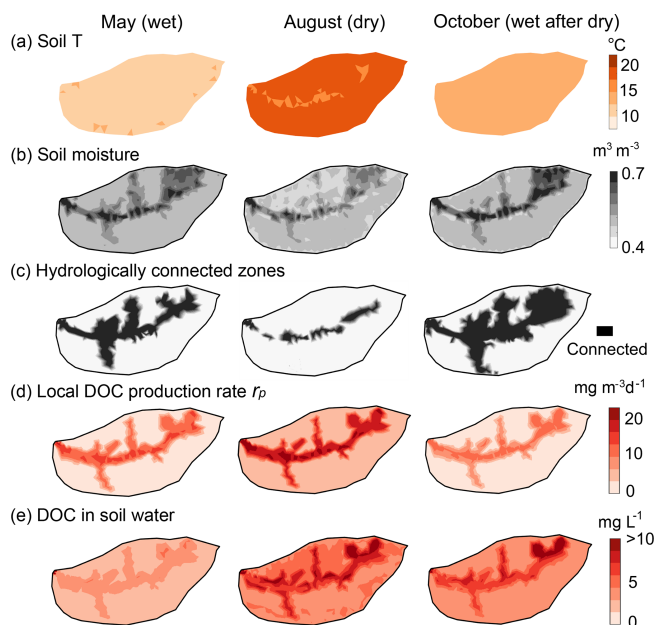 May (wet) August (dry) October (wet after dry)
(a) Soil T
°C
20
15
10
(b) Soil moisture
m³ m⁻³
0.7
0.4
(c) Hydrologically connected zones
Connected
(d) Local DOC production rate rₚ
mg m⁻³d⁻¹
20
10
0
(e) DOC in soil water
mg L⁻¹
>10
5
0